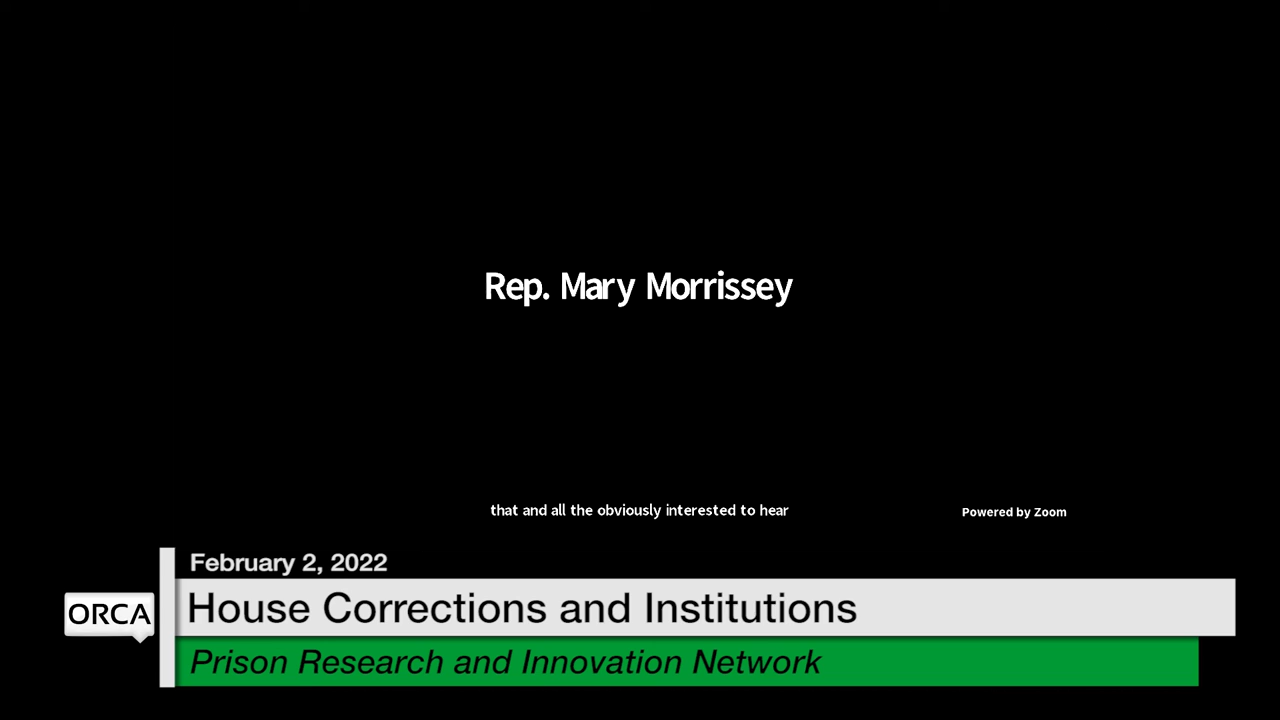 Rep. Mary Morrissey
that and all the obviously interested to hear
Powered by Zoom
February 2, 2022
ORCA
House Corrections and Institutions
Prison Research and Innovation Network